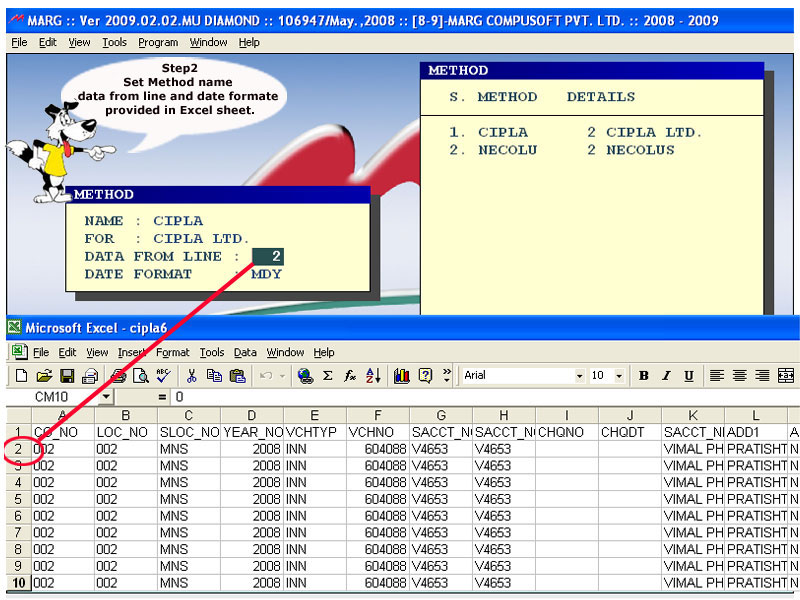 MARG :: Ver 2009.02.02.MU DIAMOND :: 106947/May.,2008 :: [8-9]-MARG COMPUSOFT PVT. LTD. :: 2008 - 2009
File Edit View Tools Program Window Help
Step2
Set Method name
data from line and date formate
provided in Excel sheet.
METHOD
S. METHOD DETAILS
1. CIPLA 2 CIPLA LTD.
2. NECOLU 2 NECOLUS
METHOD
NAME : CIPLA
FOR : CIPLA LTD.
DATA FROM LINE : 2
DATE FORMAT : MDY
Microsoft Excel - cipla6
File Edit View Insert Format Tools Data Window Help
Arial 10 B I U
CM10 = 0
A B C D E F G H I J K L
1 CO_NO LOC_NO SLOC_NO YEAR_NO VCHTYP VCHNO SACCT_N SACCT_N CHQNO CHQDT SACCT_N ADD1 A
2 002 002 MNS 2008 INN 604088 V4653 V4653 VIMAL PH PRATISHT N
3 002 002 MNS 2008 INN 604088 V4653 V4653 VIMAL PH PRATISHT N
4 002 002 MNS 2008 INN 604088 V4653 V4653 VIMAL PH PRATISHT N
5 002 002 MNS 2008 INN 604088 V4653 V4653 VIMAL PH PRATISHT N
6 002 002 MNS 2008 INN 604088 V4653 V4653 VIMAL PH PRATISHT N
7 002 002 MNS 2008 INN 604088 V4653 V4653 VIMAL PH PRATISHT N
8 002 002 MNS 2008 INN 604088 V4653 V4653 VIMAL PH PRATISHT N
9 002 002 MNS 2008 INN 604088 V4653 V4653 VIMAL PH PRATISHT N
10 002 002 MNS 2008 INN 604088 V4653 V4653 VIMAL PH PRATISHT N